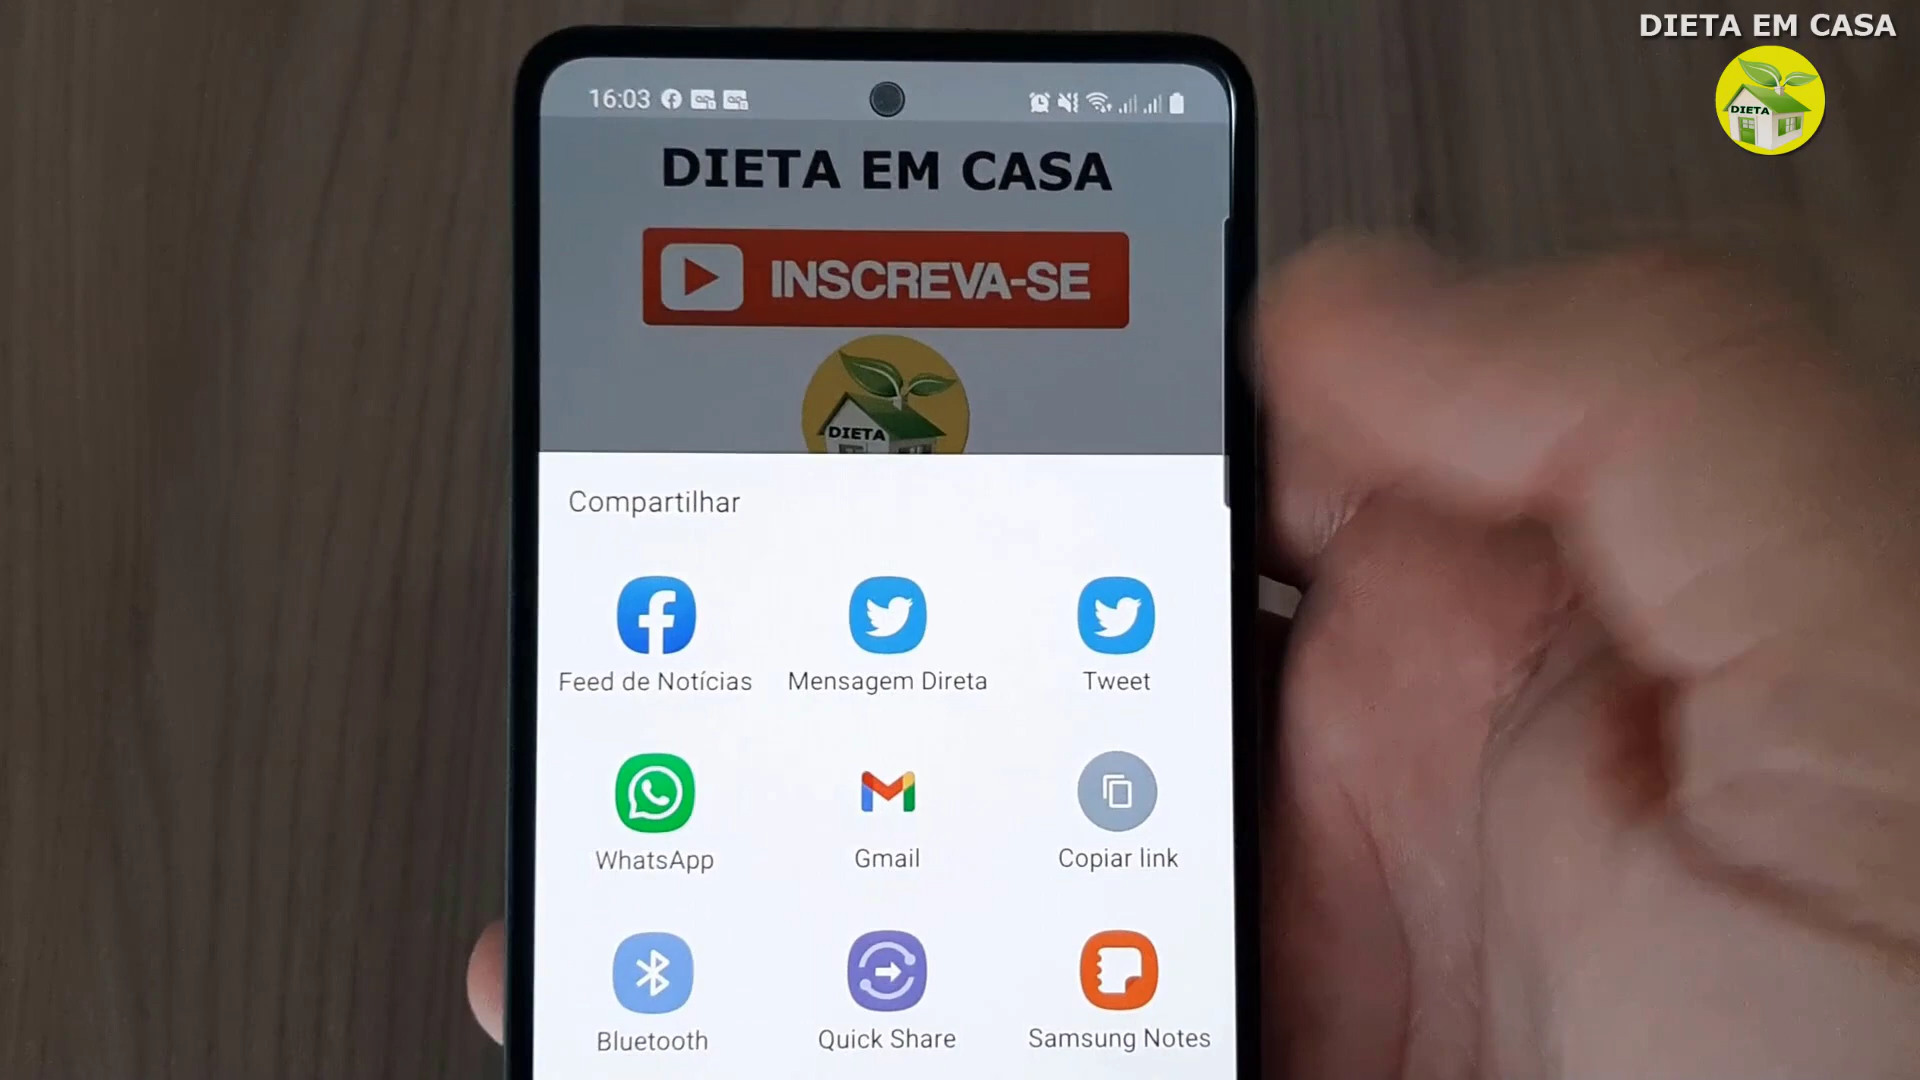 DIETA EM CASA
DIETA
16:03
DIETA EM CASA
INSCREVA-SE
DIETA
Compartilhar
Feed de Notícias
Mensagem Direta
Tweet
WhatsApp
Gmail
Copiar link
Bluetooth
Quick Share
Samsung Notes